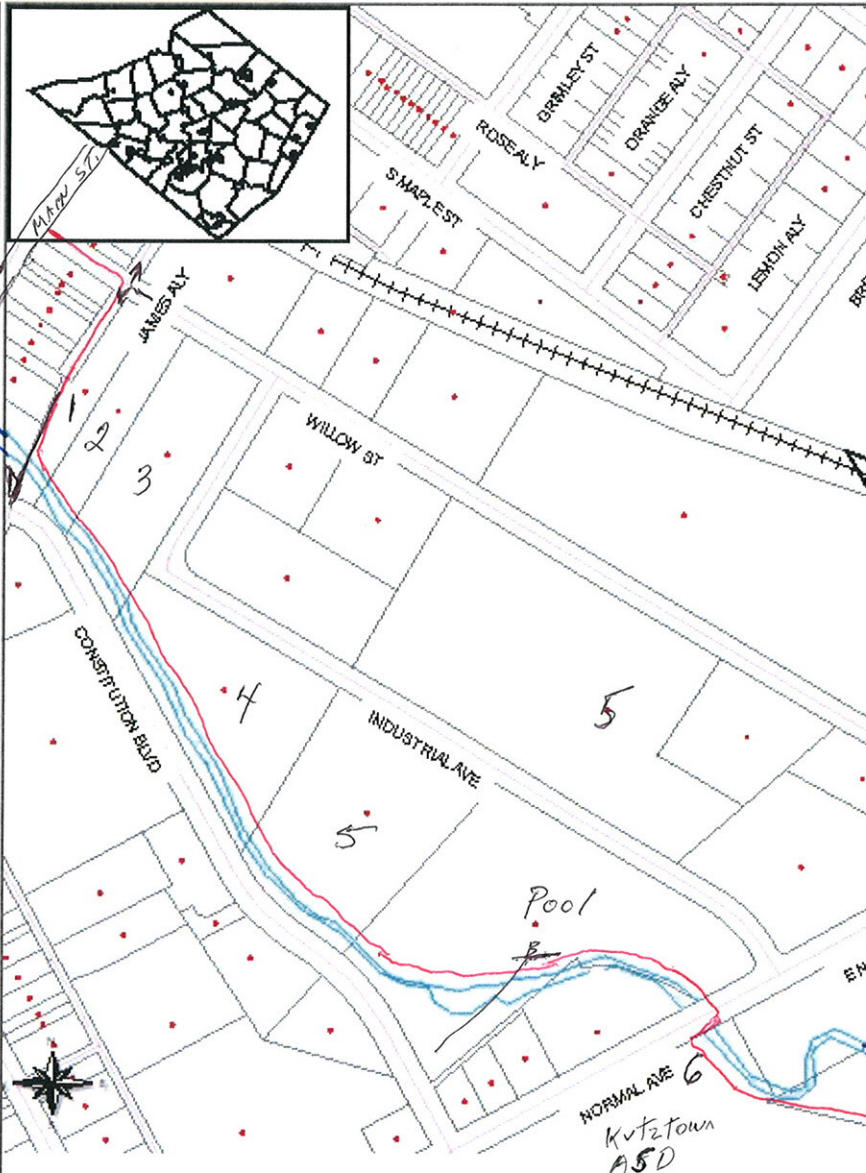 MAIN ST.
GRIMLEY ST
ORANGE ALY
ROSE ALY
CHESTNUT ST
S MAPLE ST
LEMON ALY
JAMES ALY
1
2
3
WILLOW ST
CONSTITUTION BLVD
4
5
INDUSTRIAL AVE
5
Pool
B
EN
NORMAL AVE
6
Kutztown
ASD
N